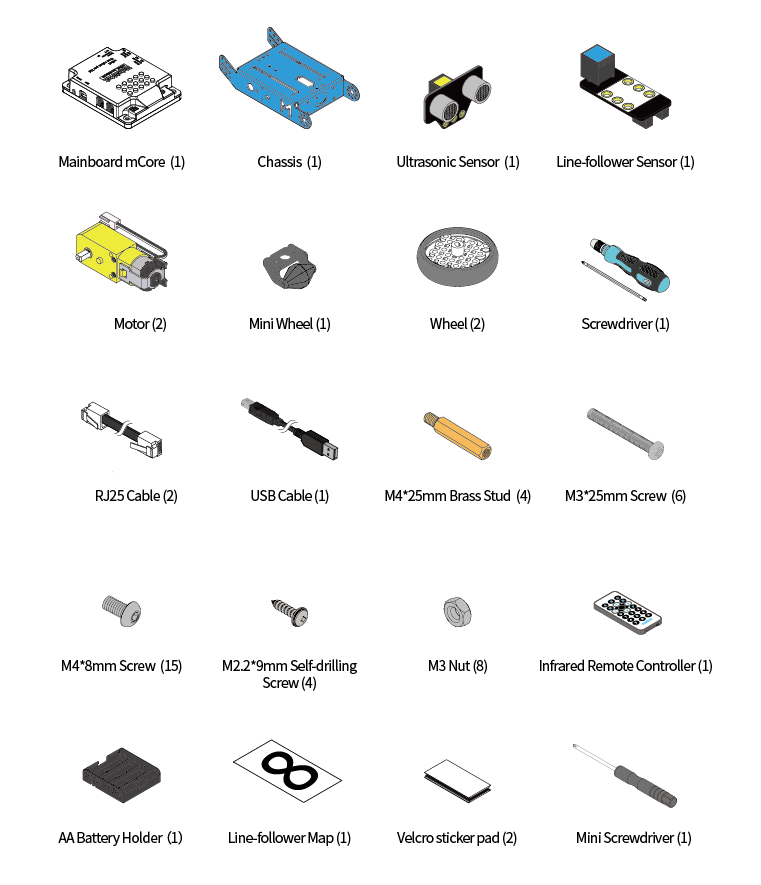 Mainboard mCore (1)
Chassis (1)
Ultrasonic Sensor (1)
Line-follower Sensor (1)
Motor (2)
Mini Wheel (1)
Wheel (2)
Screwdriver (1)
RJ25 Cable (2)
USB Cable (1)
M4*25mm Brass Stud (4)
M3*25mm Screw (6)
M4*8mm Screw (15)
M2.2*9mm Self-drilling
Screw (4)
M3 Nut (8)
Infrared Remote Controller (1)
AA Battery Holder (1)
Line-follower Map (1)
Velcro sticker pad (2)
Mini Screwdriver (1)